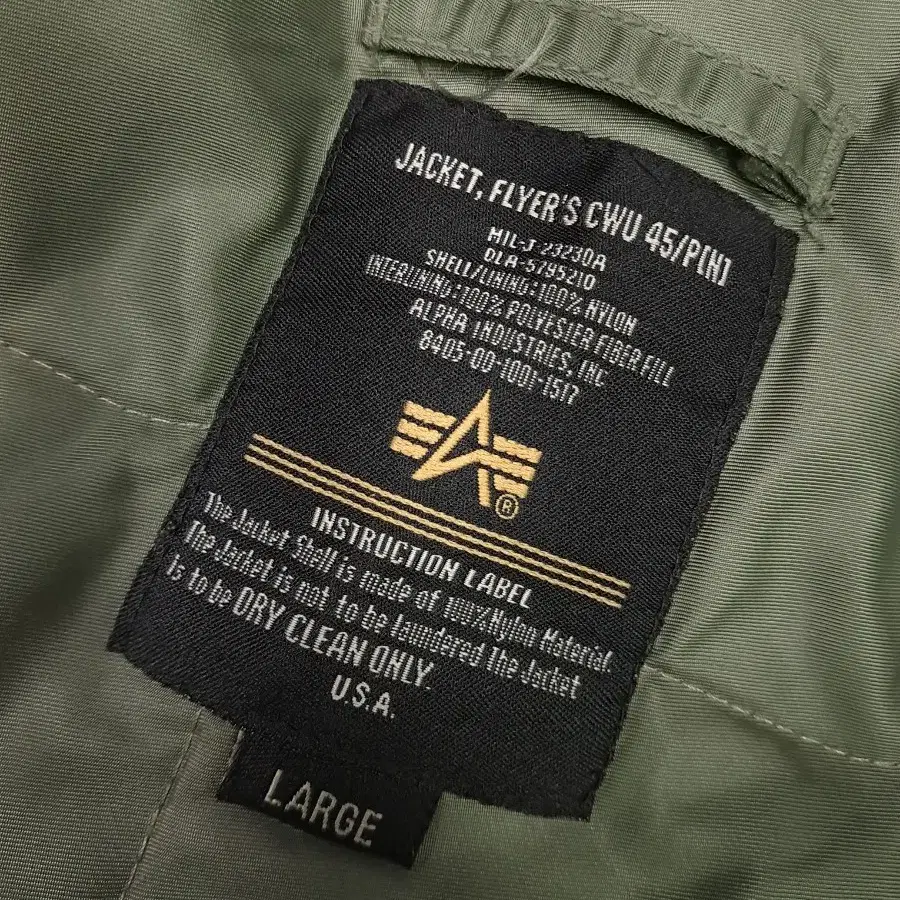 JACKET, FLYER'S CWU 45/P(N)
MIL-J-23230A
DLA-5795210
SHELL/LINING:100% NYLON
INTERLINING:100% POLYESTER FIBER FILL
ALPHA INDUSTRIES, INC
8405-00-1001-1517
®
INSTRUCTION LABEL
The Jacket Shell is made of 100% Nylon Material.
The Jacket is not to be laundered The Jacket
Is to be DRY CLEAN ONLY.
U.S.A.
LARGE